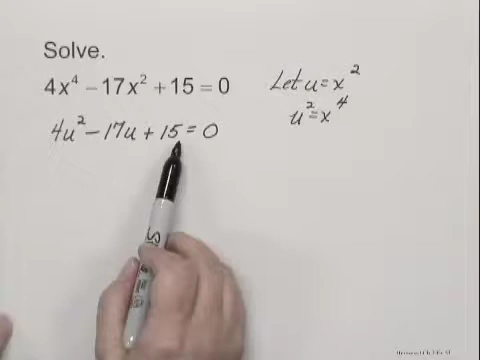 Solve.
4x⁴ − 17x² + 15 = 0
Let u = x²
u² = x⁴
4u² − 17u + 15 = 0